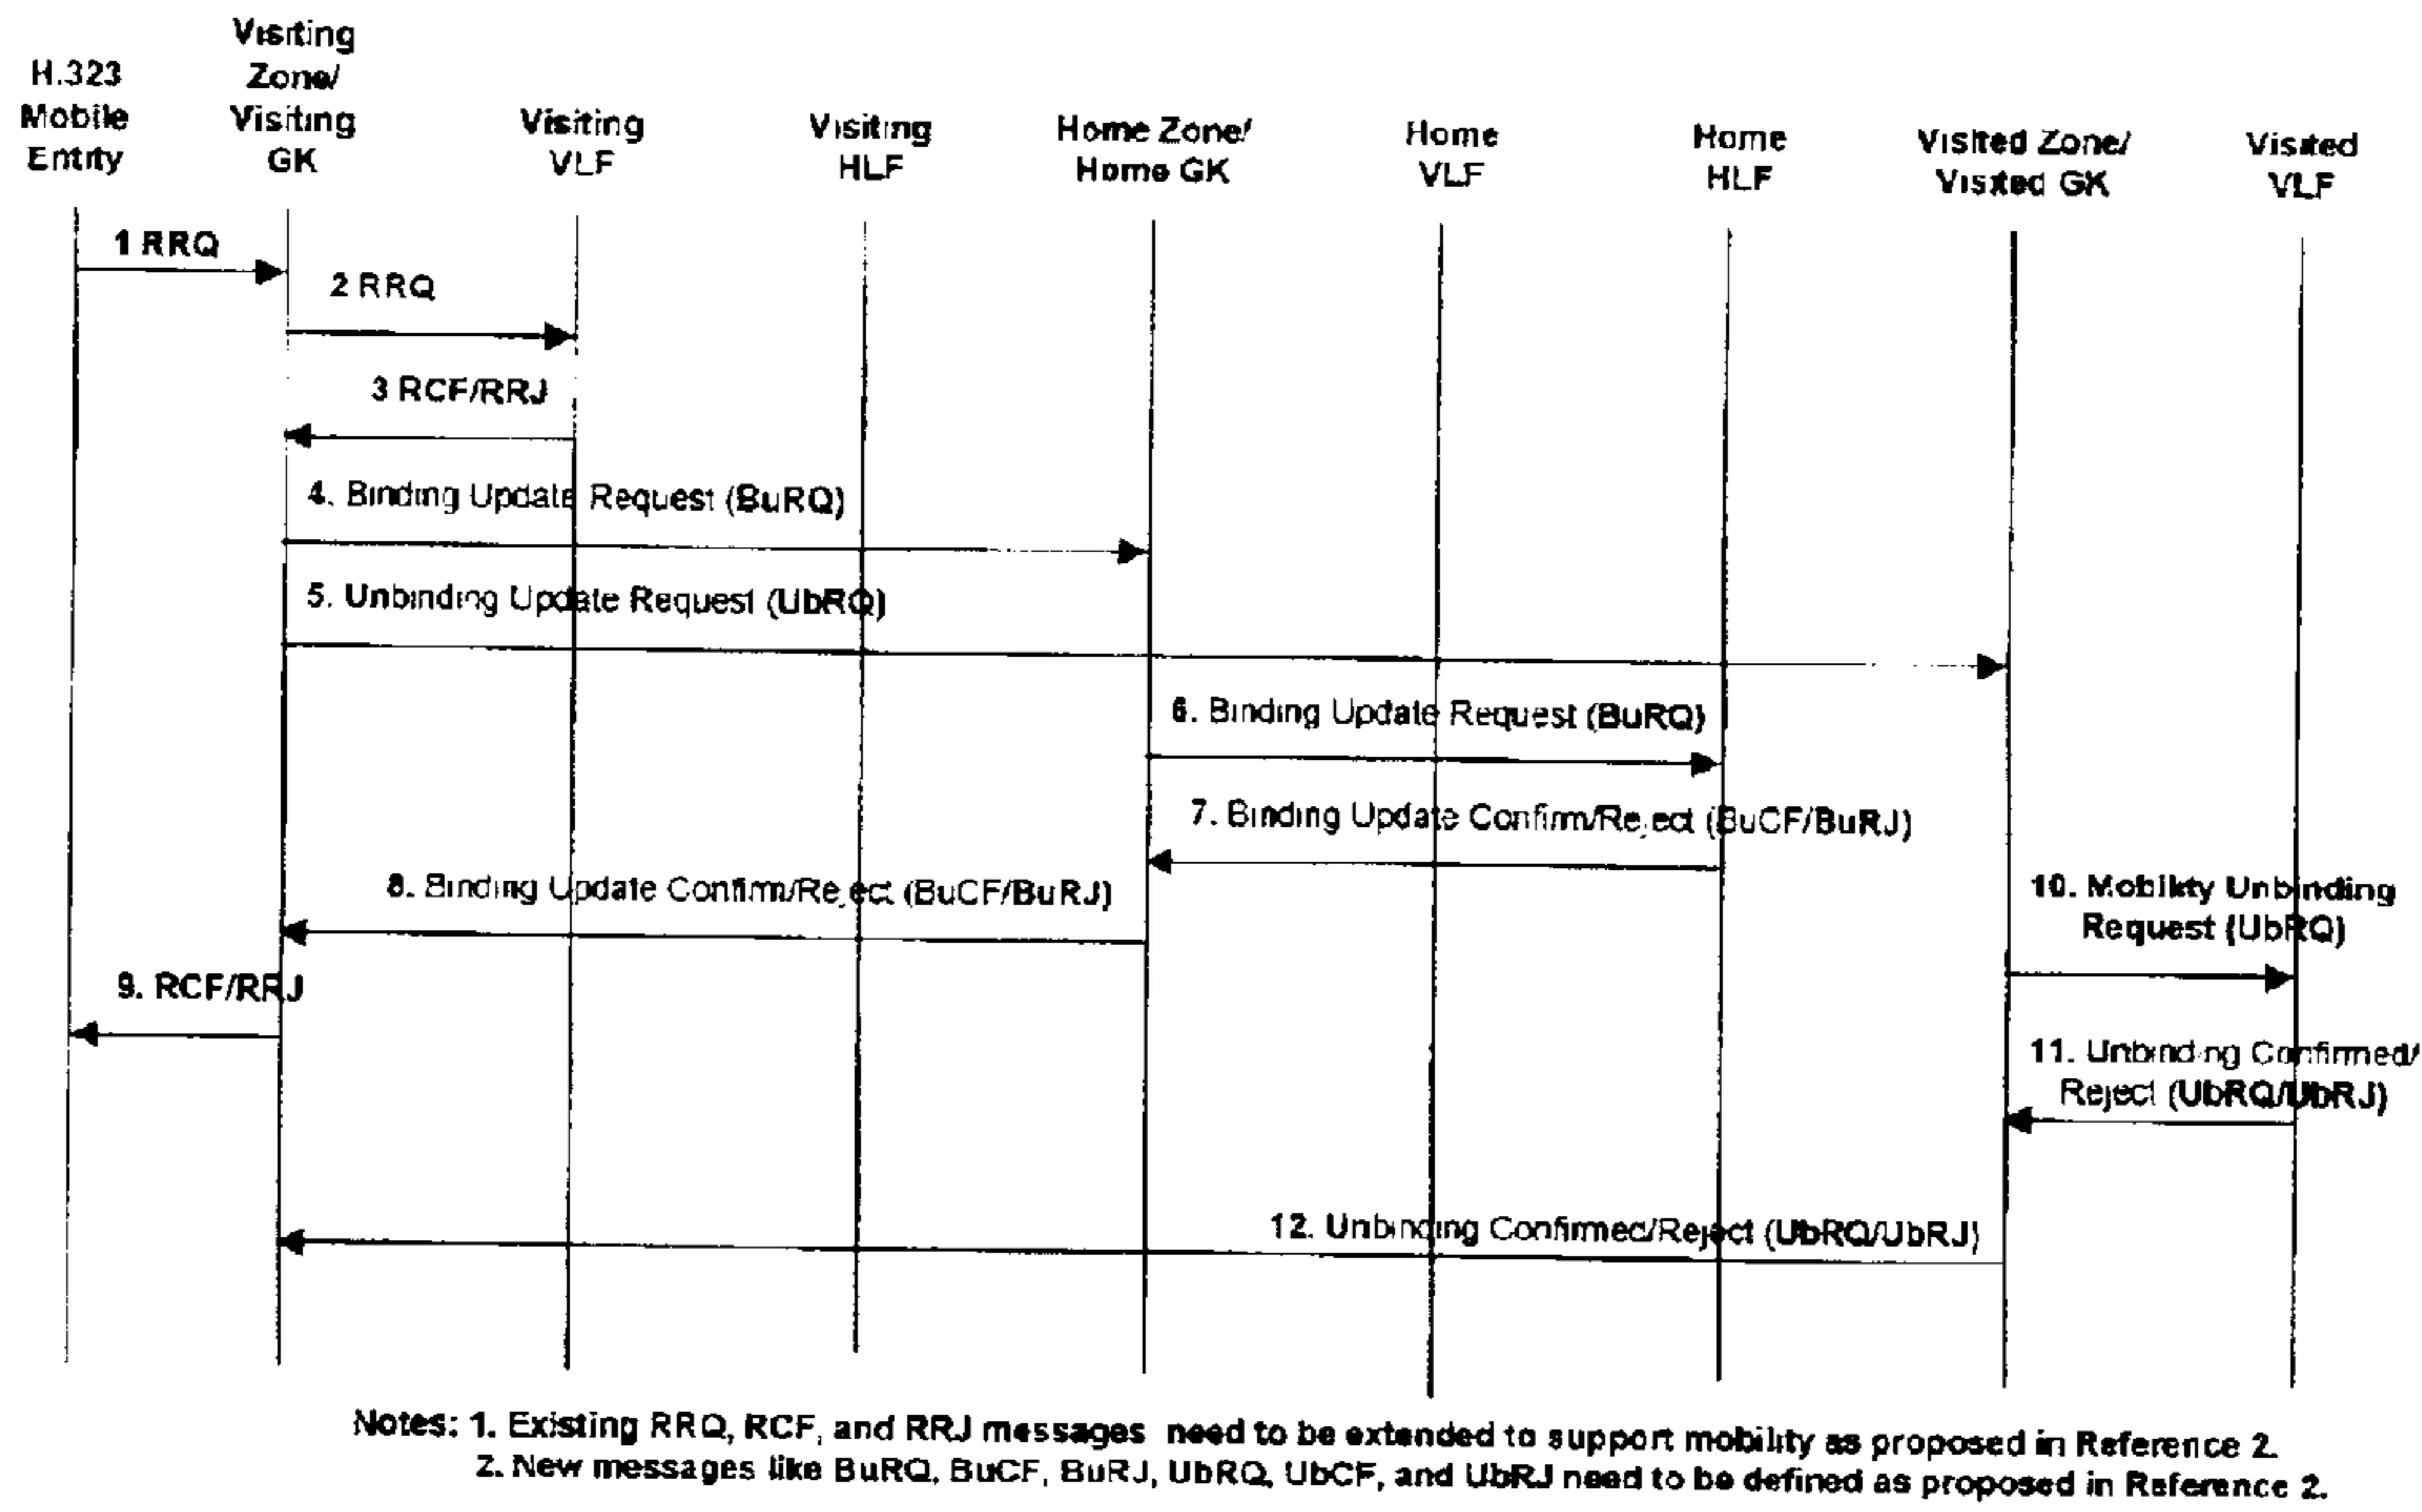 H.323
Mobile
Entity
Visiting
Zone/
Visiting
GK
Visiting
VLF
Visiting
HLF
Home Zone/
Home GK
Home
VLF
Home
HLF
Visited Zone/
Visited GK
Visited
VLF
1 RRQ
2 RRQ
3 RCF/RRJ
4. Binding Update Request (BuRQ)
5. Unbinding Update Request (UbRQ)
6. Binding Update Request (BuRQ)
7. Binding Update Confirm/Reject (BuCF/BuRJ)
8. Binding Update Confirm/Reject (BuCF/BuRJ)
9. RCF/RRJ
10. Mobility Unbinding
Request (UbRQ)
11. Unbinding Confirmed/
Reject (UbRQ/UbRJ)
12. Unbinding Confirmed/Reject (UbRQ/UbRJ)
Notes: 1. Existing RRQ, RCF, and RRJ messages need to be extended to support mobility as proposed in Reference 2.
2. New messages like BuRQ, BuCF, BuRJ, UbRQ, UbCF, and UbRJ need to be defined as proposed in Reference 2.